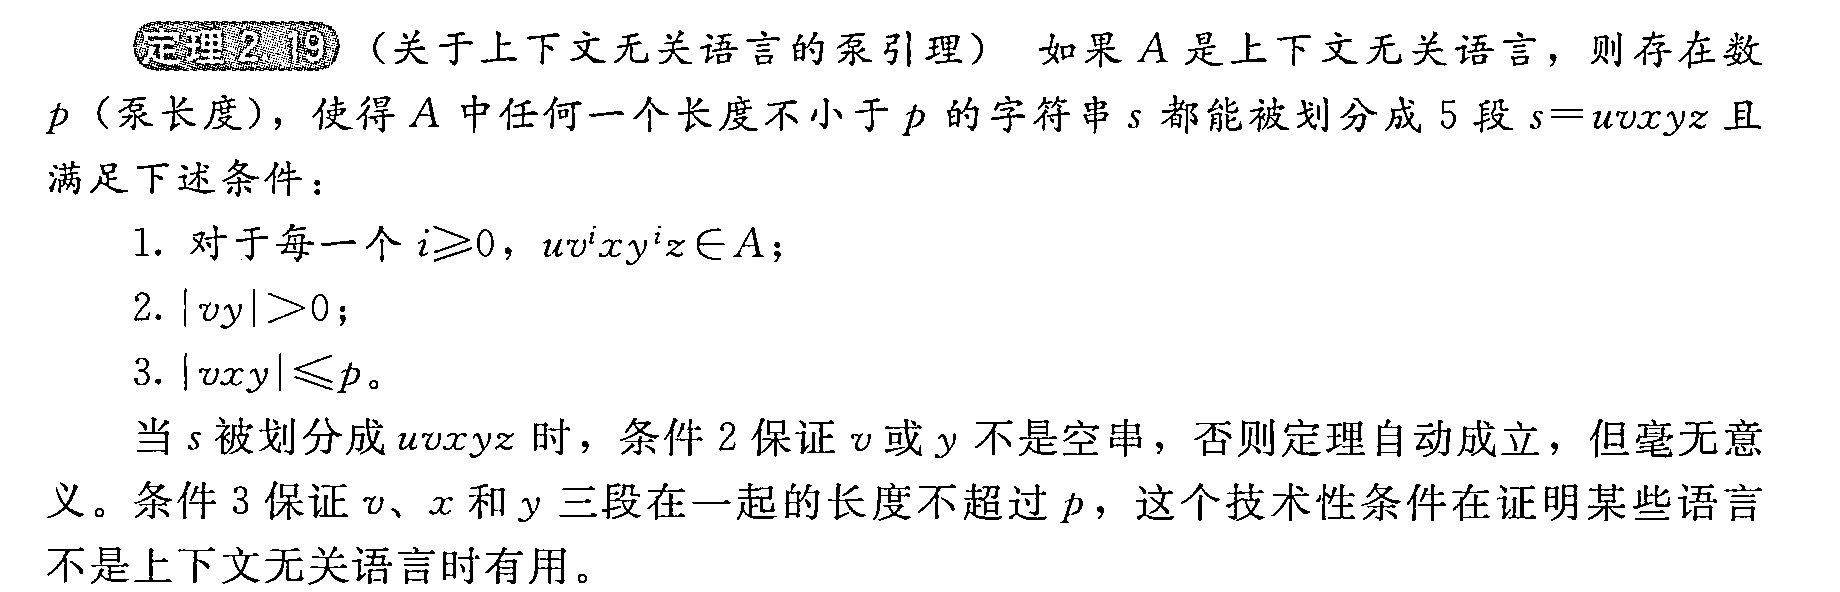 定理2.19（关于上下文无关语言的泵引理） 如果 A 是上下文无关语言，则存在数
p（泵长度），使得 A 中任何一个长度不小于 p 的字符串 s 都能被划分成 5 段 s=uvxyz 且
满足下述条件：
1. 对于每一个 i⩾0，uvⁱxyⁱz∈A；
2. |vy|>0；
3. |vxy|⩽p。
当 s 被划分成 uvxyz 时，条件 2 保证 v 或 y 不是空串，否则定理自动成立，但毫无意
义。条件 3 保证 v、x 和 y 三段在一起的长度不超过 p，这个技术性条件在证明某些语言
不是上下文无关语言时有用。